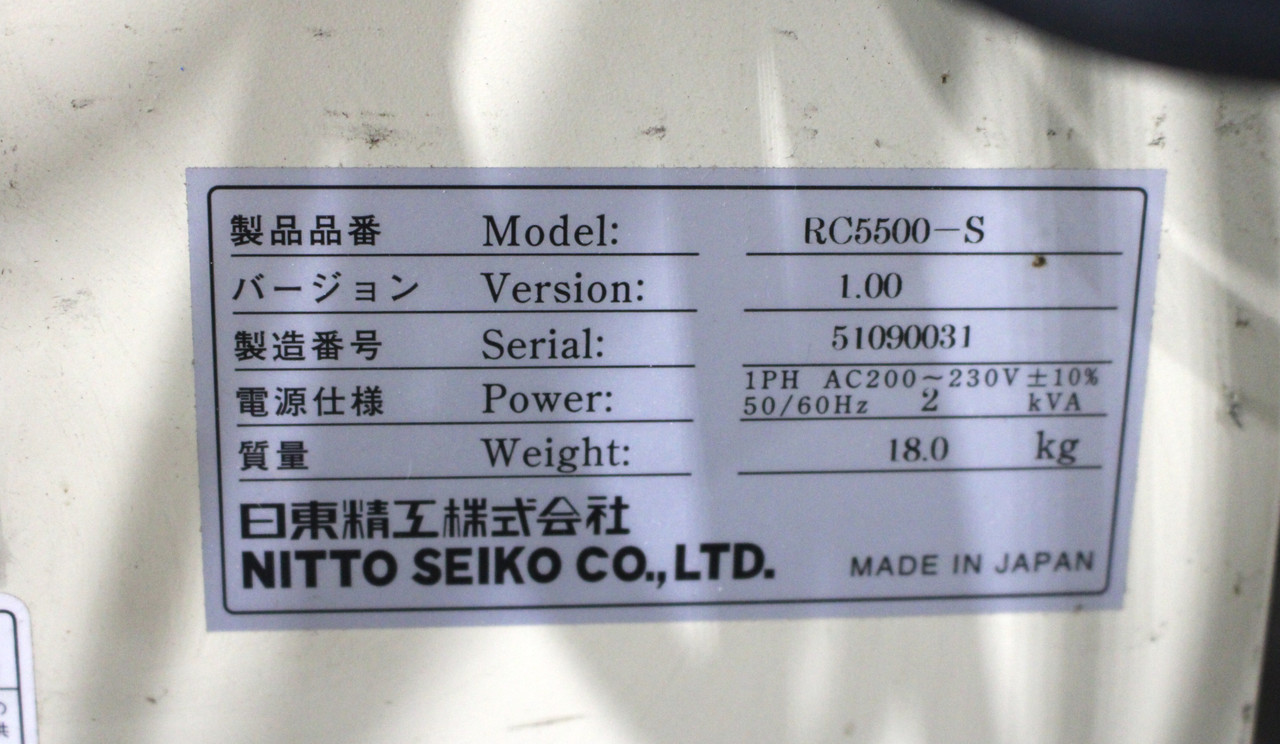 製品品番 Model: RC5500-S
バージョン Version: 1.00
製造番号 Serial: 51090031
電源仕様 Power: 1PH AC200~230V±10%
50/60Hz 2 kVA
質量 Weight: 18.0 kg
日東精工株式会社
NITTO SEIKO CO.,LTD. MADE IN JAPAN
の